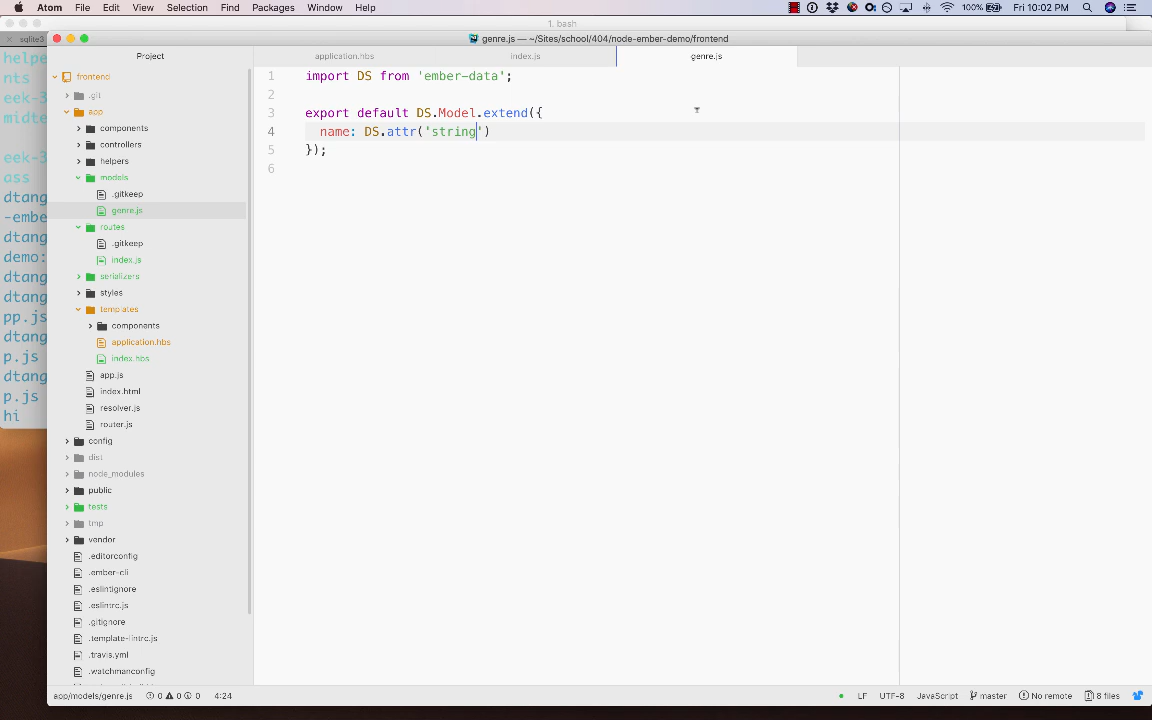 Atom File Edit View Selection Find Packages Window Help
100% Fri 10:02 PM
1. bash
sqlite3
genre.js — ~/Sites/school/404/node-ember-demo/frontend
Project
application.hbs index.js genre.js
helpe
nts
eek-3
midte
eek-3
ass
dtang
-embe
dtang
demo:
dtang
dtang
pp.js
dtang
p.js
dtang
p.js
hi
frontend
.git
app
components
controllers
helpers
models
.gitkeep
genre.js
routes
.gitkeep
index.js
serializers
styles
templates
components
application.hbs
index.hbs
app.js
index.html
resolver.js
router.js
config
dist
node_modules
public
tests
tmp
vendor
.editorconfig
.ember-cli
.eslintignore
.eslintrc.js
.gitignore
.template-lintrc.js
.travis.yml
.watchmanconfig
1 import DS from 'ember-data';
2
3 export default DS.Model.extend({
4 name: DS.attr('string')
5 });
6
app/models/genre.js 0 0 0 4:24
LF UTF-8 JavaScript master No remote 8 files